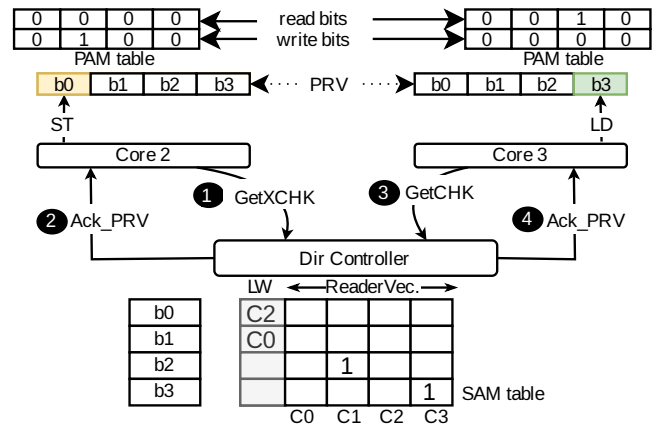 0 0 0 0 read bits 0 0 1 0
0 1 0 0 write bits 0 0 0 0
PAM table PAM table
b0 b1 b2 b3 PRV b0 b1 b2 b3
ST LD
Core 2 Core 3
1 GetXCHK 3 GetCHK
2 Ack_PRV 4 Ack_PRV
Dir Controller
LW ReaderVec.
b0 C2
b1 C0
b2 1
b3 1 SAM table
C0 C1 C2 C3